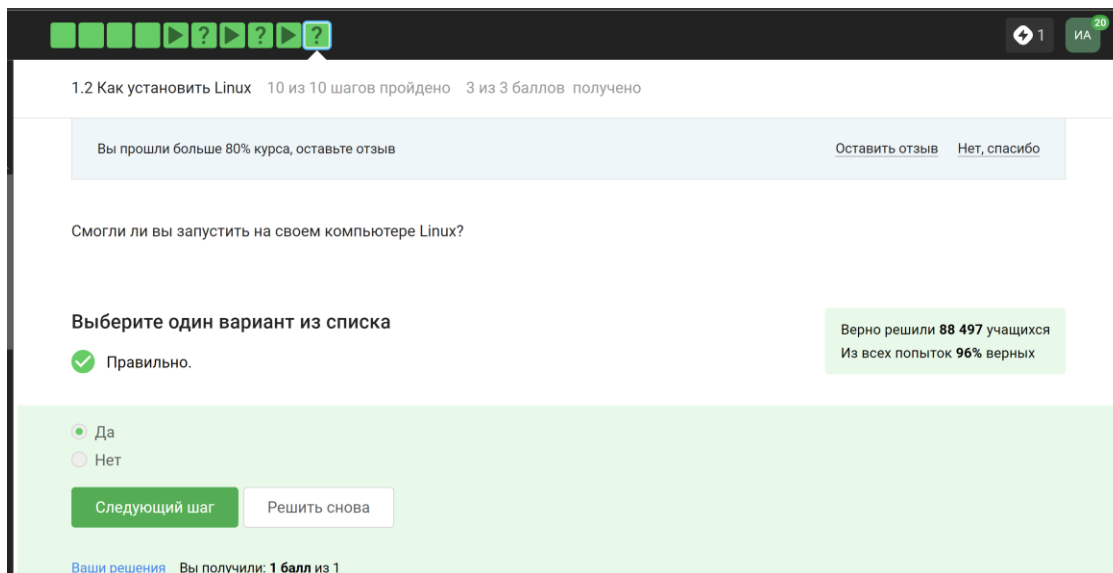 ? ? ?
1
ИА
20
1.2 Как установить Linux 10 из 10 шагов пройдено 3 из 3 баллов получено
Вы прошли больше 80% курса, оставьте отзыв Оставить отзыв Нет, спасибо
Смогли ли вы запустить на своем компьютере Linux?
Выберите один вариант из списка
Правильно.
Верно решили 88 497 учащихся
Из всех попыток 96% верных
Да
Нет
Следующий шаг Решить снова
Ваши решения Вы получили: 1 балл из 1